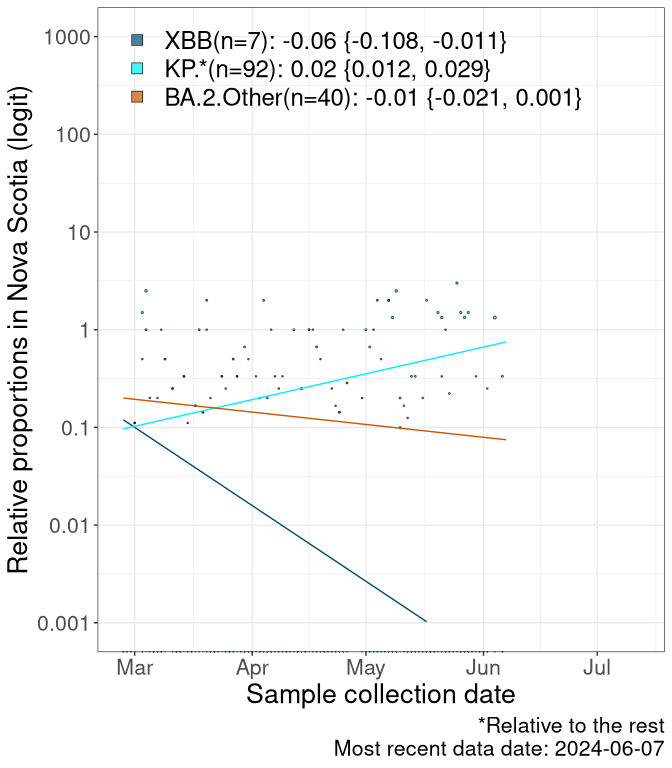 Relative proportions in Nova Scotia (logit)
XBB(n=7): -0.06 {-0.108, -0.011}
KP.*(n=92): 0.02 {0.012, 0.029}
BA.2.Other(n=40): -0.01 {-0.021, 0.001}
1000
100
10
1
0.1
0.01
0.001
Mar Apr May Jun Jul
Sample collection date
*Relative to the rest
Most recent data date: 2024-06-07